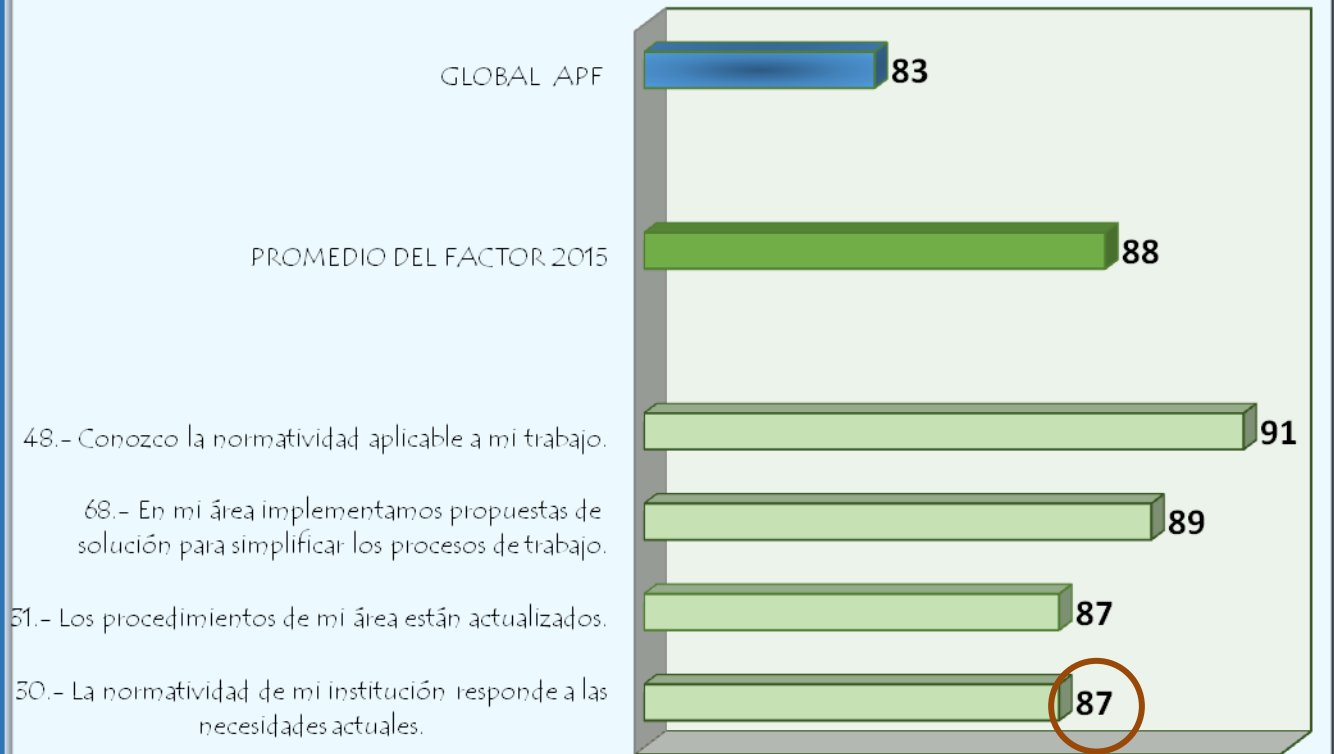 GLOBAL APF
83
PROMEDIO DEL FACTOR 2015
88
48.- Conozco la normatividad aplicable a mi trabajo.
91
68.- En mi área implementamos propuestas de
solución para simplificar los procesos de trabajo.
89
31.- Los procedimientos de mi área están actualizados.
87
30.- La normatividad de mi institución responde a las
necesidades actuales.
87